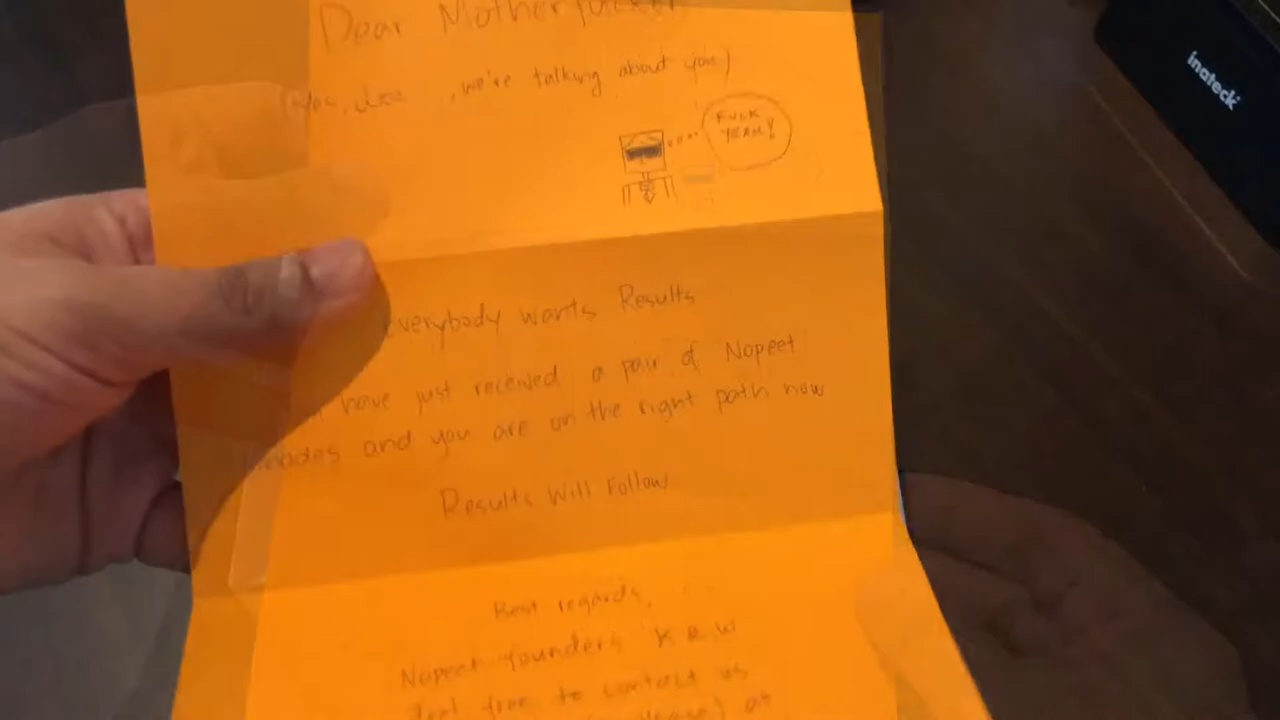 Dear Motherfucker
we're talking about you)
FUCK
YEAH!
inateck
Everybody wants Results
have just received a pair of Nopeet
and you are on the right path now
Results Will Follow
Best regards,
Nopeet founders K & W
feel free to contact us
at